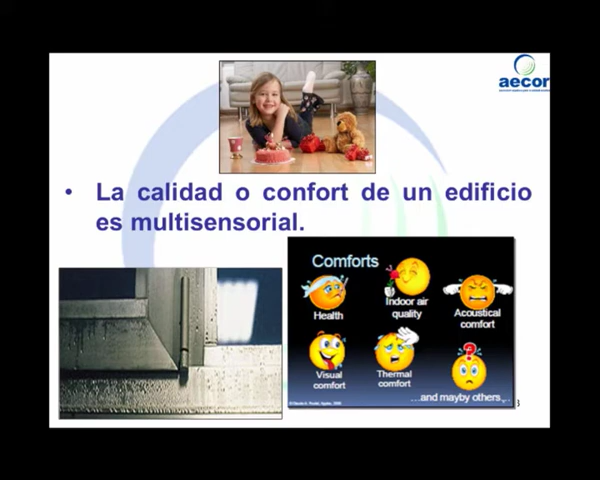 aecor
• La calidad o confort de un edificio
es multisensorial.
Comforts
Health
Indoor air
quality
Acoustical
comfort
Visual
comfort
Thermal
comfort
....and mayby others...
3